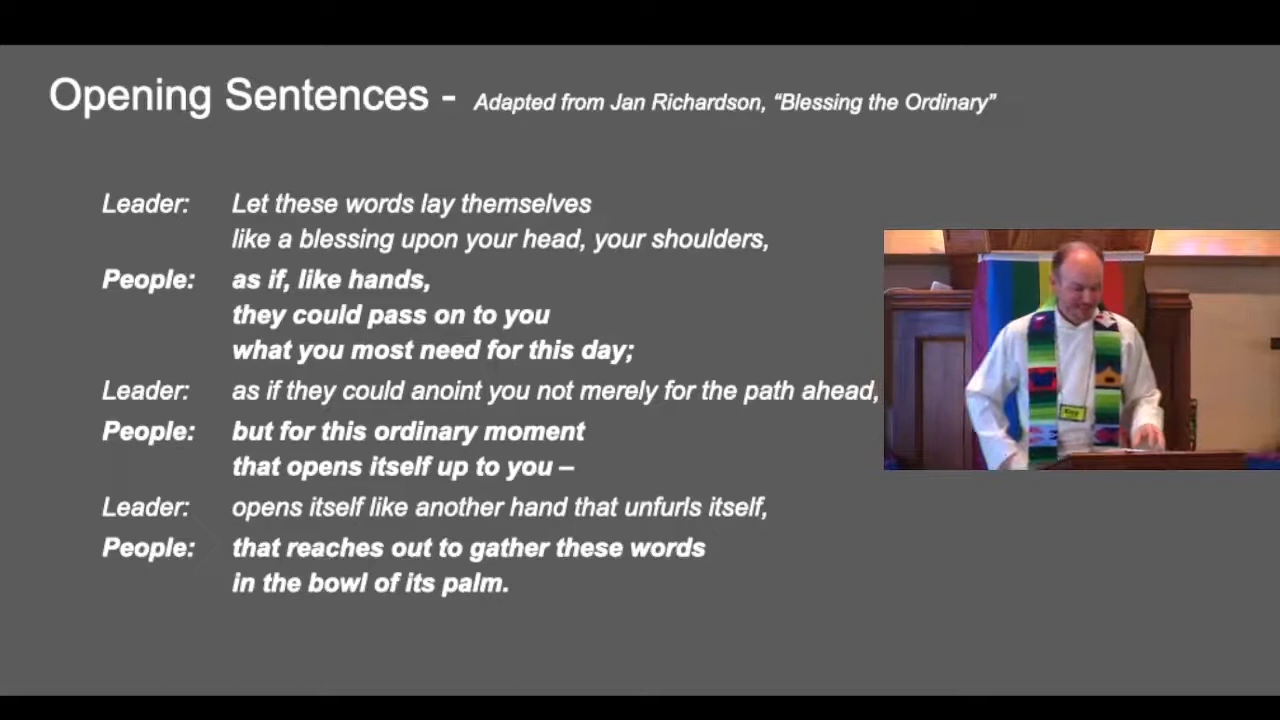 Opening Sentences - Adapted from Jan Richardson, “Blessing the Ordinary”
Leader: Let these words lay themselves
like a blessing upon your head, your shoulders,
People: as if, like hands,
they could pass on to you
what you most need for this day;
Leader: as if they could anoint you not merely for the path ahead,
People: but for this ordinary moment
that opens itself up to you –
Leader: opens itself like another hand that unfurls itself,
People: that reaches out to gather these words
in the bowl of its palm.